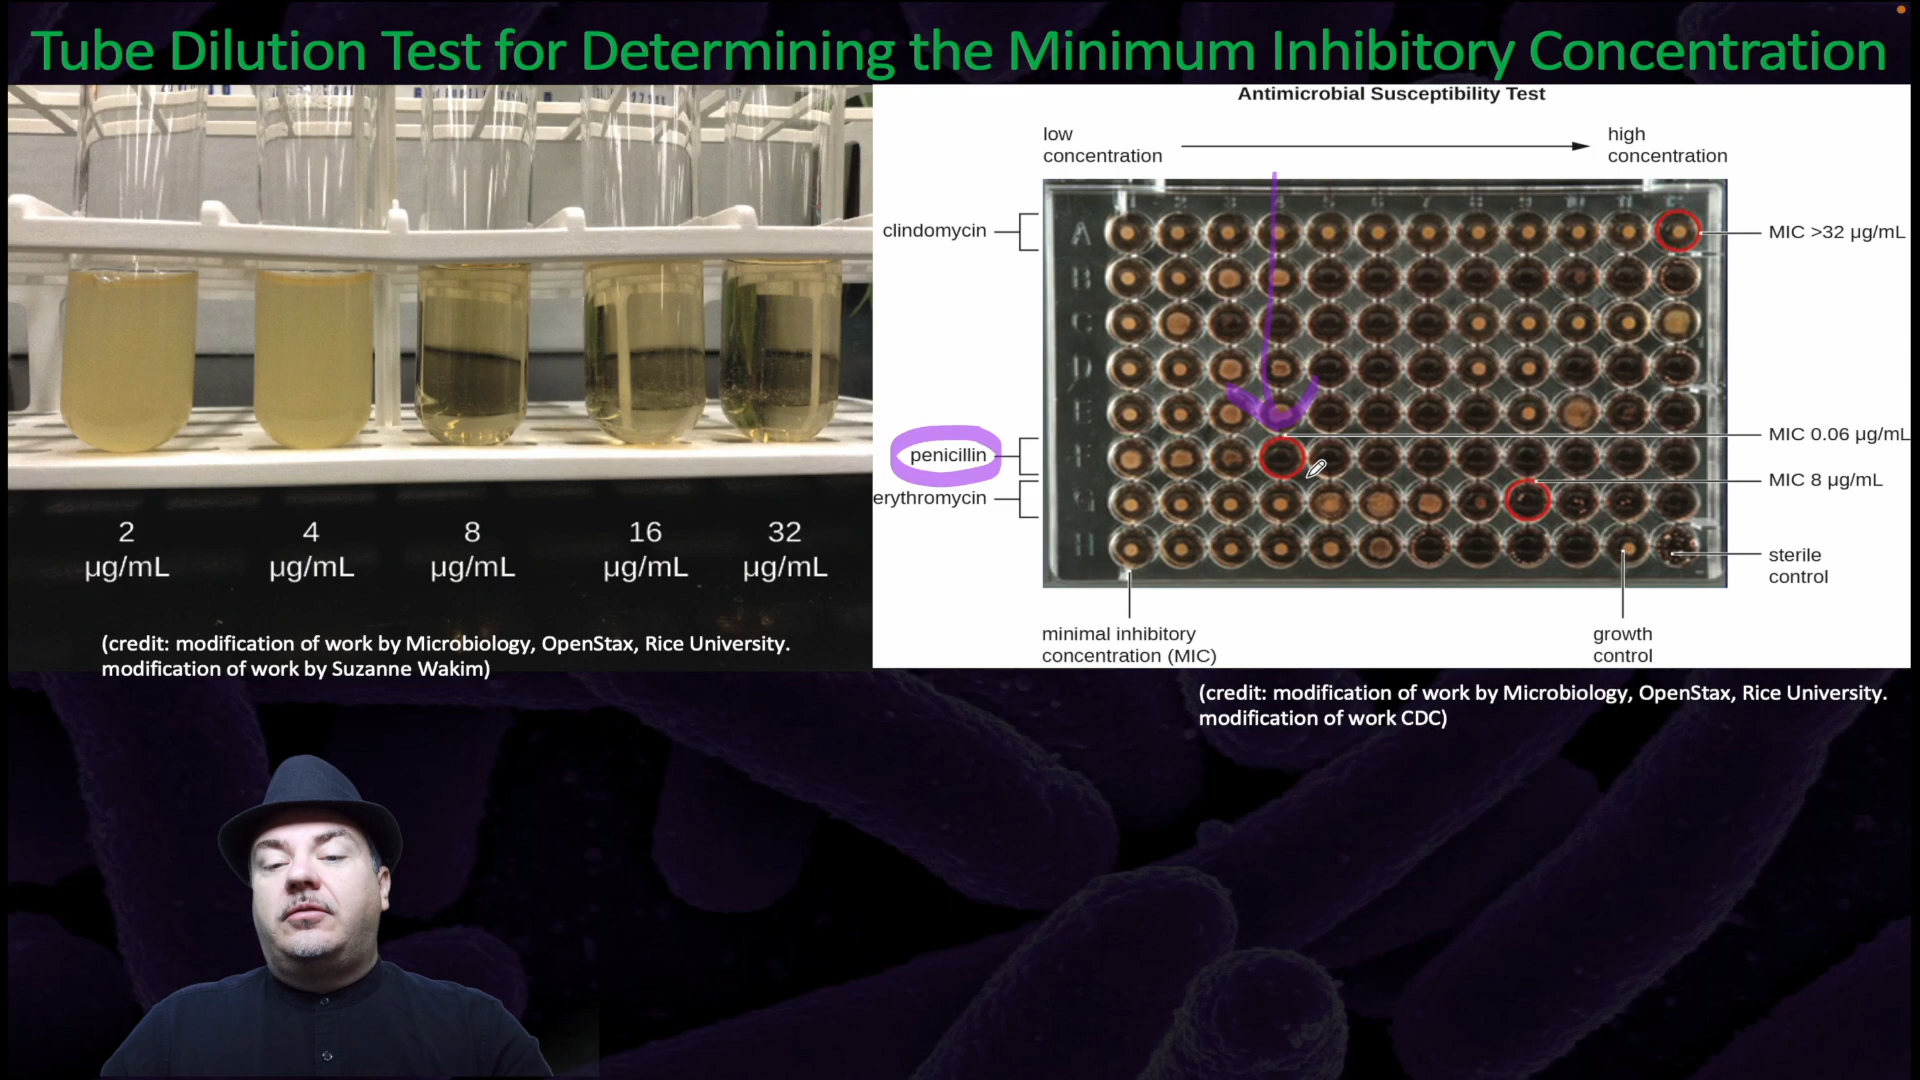 Tube Dilution Test for Determining the Minimum Inhibitory Concentration
2
µg/mL
4
µg/mL
8
µg/mL
16
µg/mL
32
µg/mL
(credit: modification of work by Microbiology, OpenStax, Rice University.
modification of work by Suzanne Wakim)
Antimicrobial Susceptibility Test
low
concentration
high
concentration
clindomycin
MIC >32 µg/mL
A
B
C
D
E
F
G
H
penicillin
MIC 0.06 µg/mL
erythromycin
MIC 8 µg/mL
sterile
control
minimal inhibitory
concentration (MIC)
growth
control
(credit: modification of work by Microbiology, OpenStax, Rice University.
modification of work CDC)